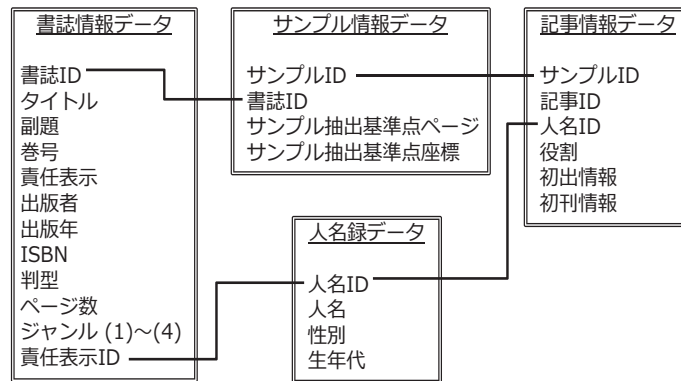 書誌情報データ
書誌ID
タイトル
副題
巻号
責任表示
出版者
出版年
ISBN
判型
ページ数
ジャンル (1)～(4)
責任表示ID
サンプル情報データ
サンプルID
書誌ID
サンプル抽出基準点ページ
サンプル抽出基準点座標
記事情報データ
サンプルID
記事ID
人名ID
役割
初出情報
初刊情報
人名録データ
人名ID
人名
性別
生年代